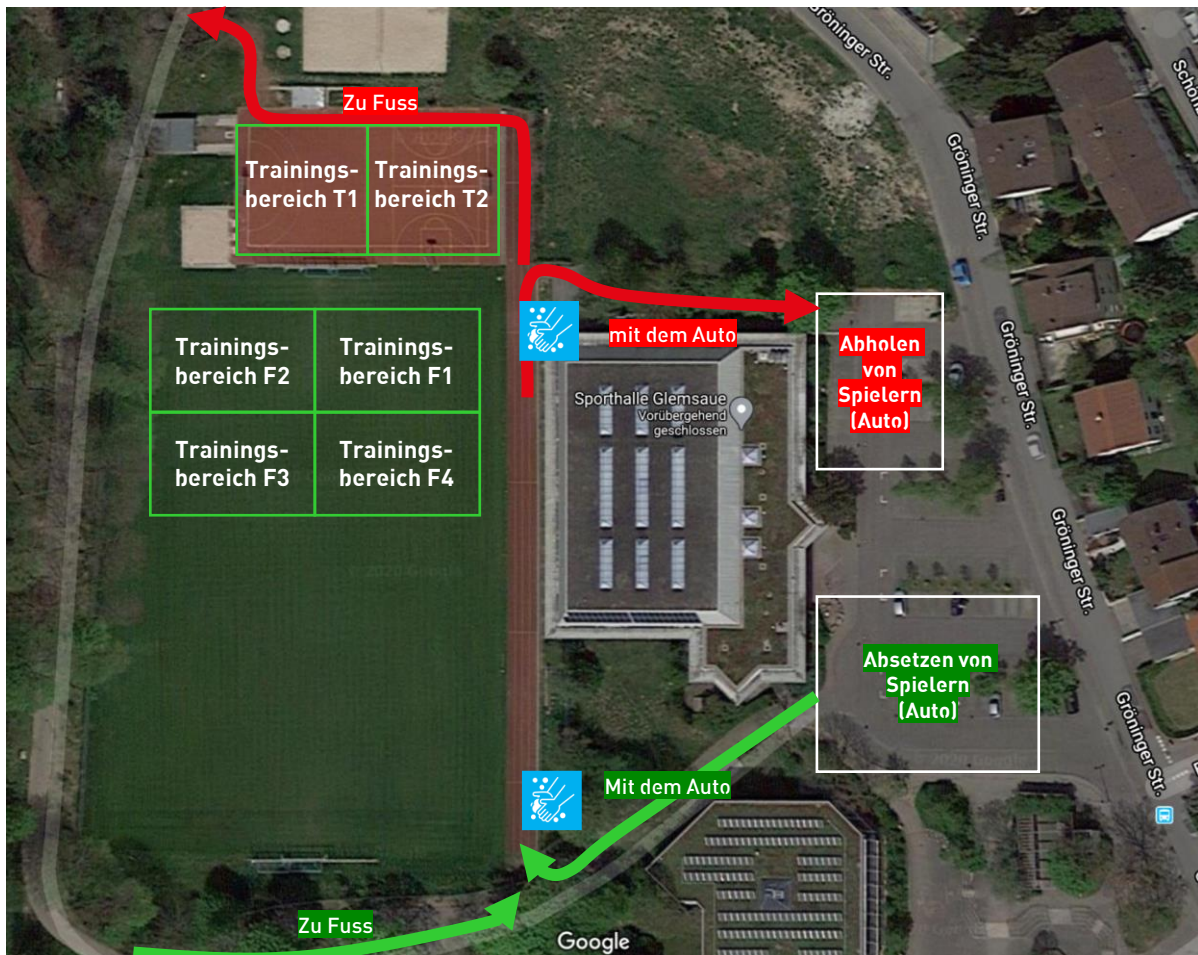 Gröninger Str.
Zu Fuss
Trainings-
bereich T1
Trainings-
bereich T2
Gröninger Str.
mit dem Auto
Abholen
von
Spielern
(Auto)
Gröninger Str.
Trainings-
bereich F2
Trainings-
bereich F1
Sporthalle Glemsaue
Vorübergehend
geschlossen
Trainings-
bereich F3
Trainings-
bereich F4
Gröninger Str.
Absetzen von
Spielern
(Auto)
Gröninger Str.
Mit dem Auto
Zu Fuss
Google